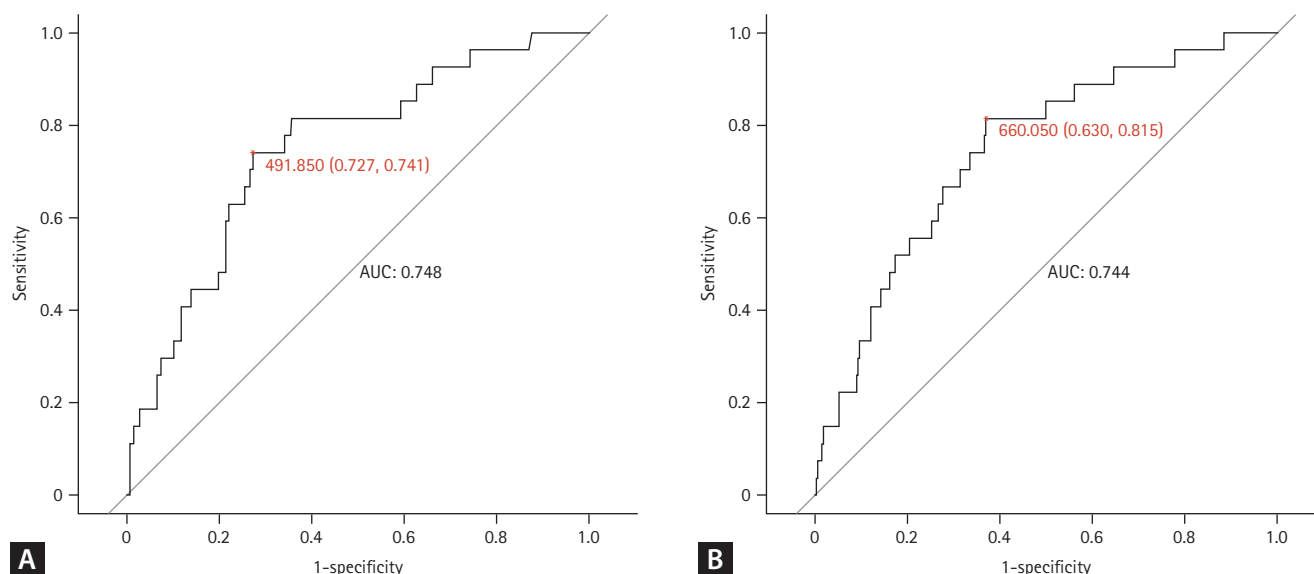 1.0
0.8
0.6
0.4
0.2
0
Sensitivity
491.850 (0.727, 0.741)
AUC: 0.748
0 0.2 0.4 0.6 0.8 1.0
1-specificity
A
1.0
0.8
0.6
0.4
0.2
0
Sensitivity
660.050 (0.630, 0.815)
AUC: 0.744
0 0.2 0.4 0.6 0.8 1.0
1-specificity
B